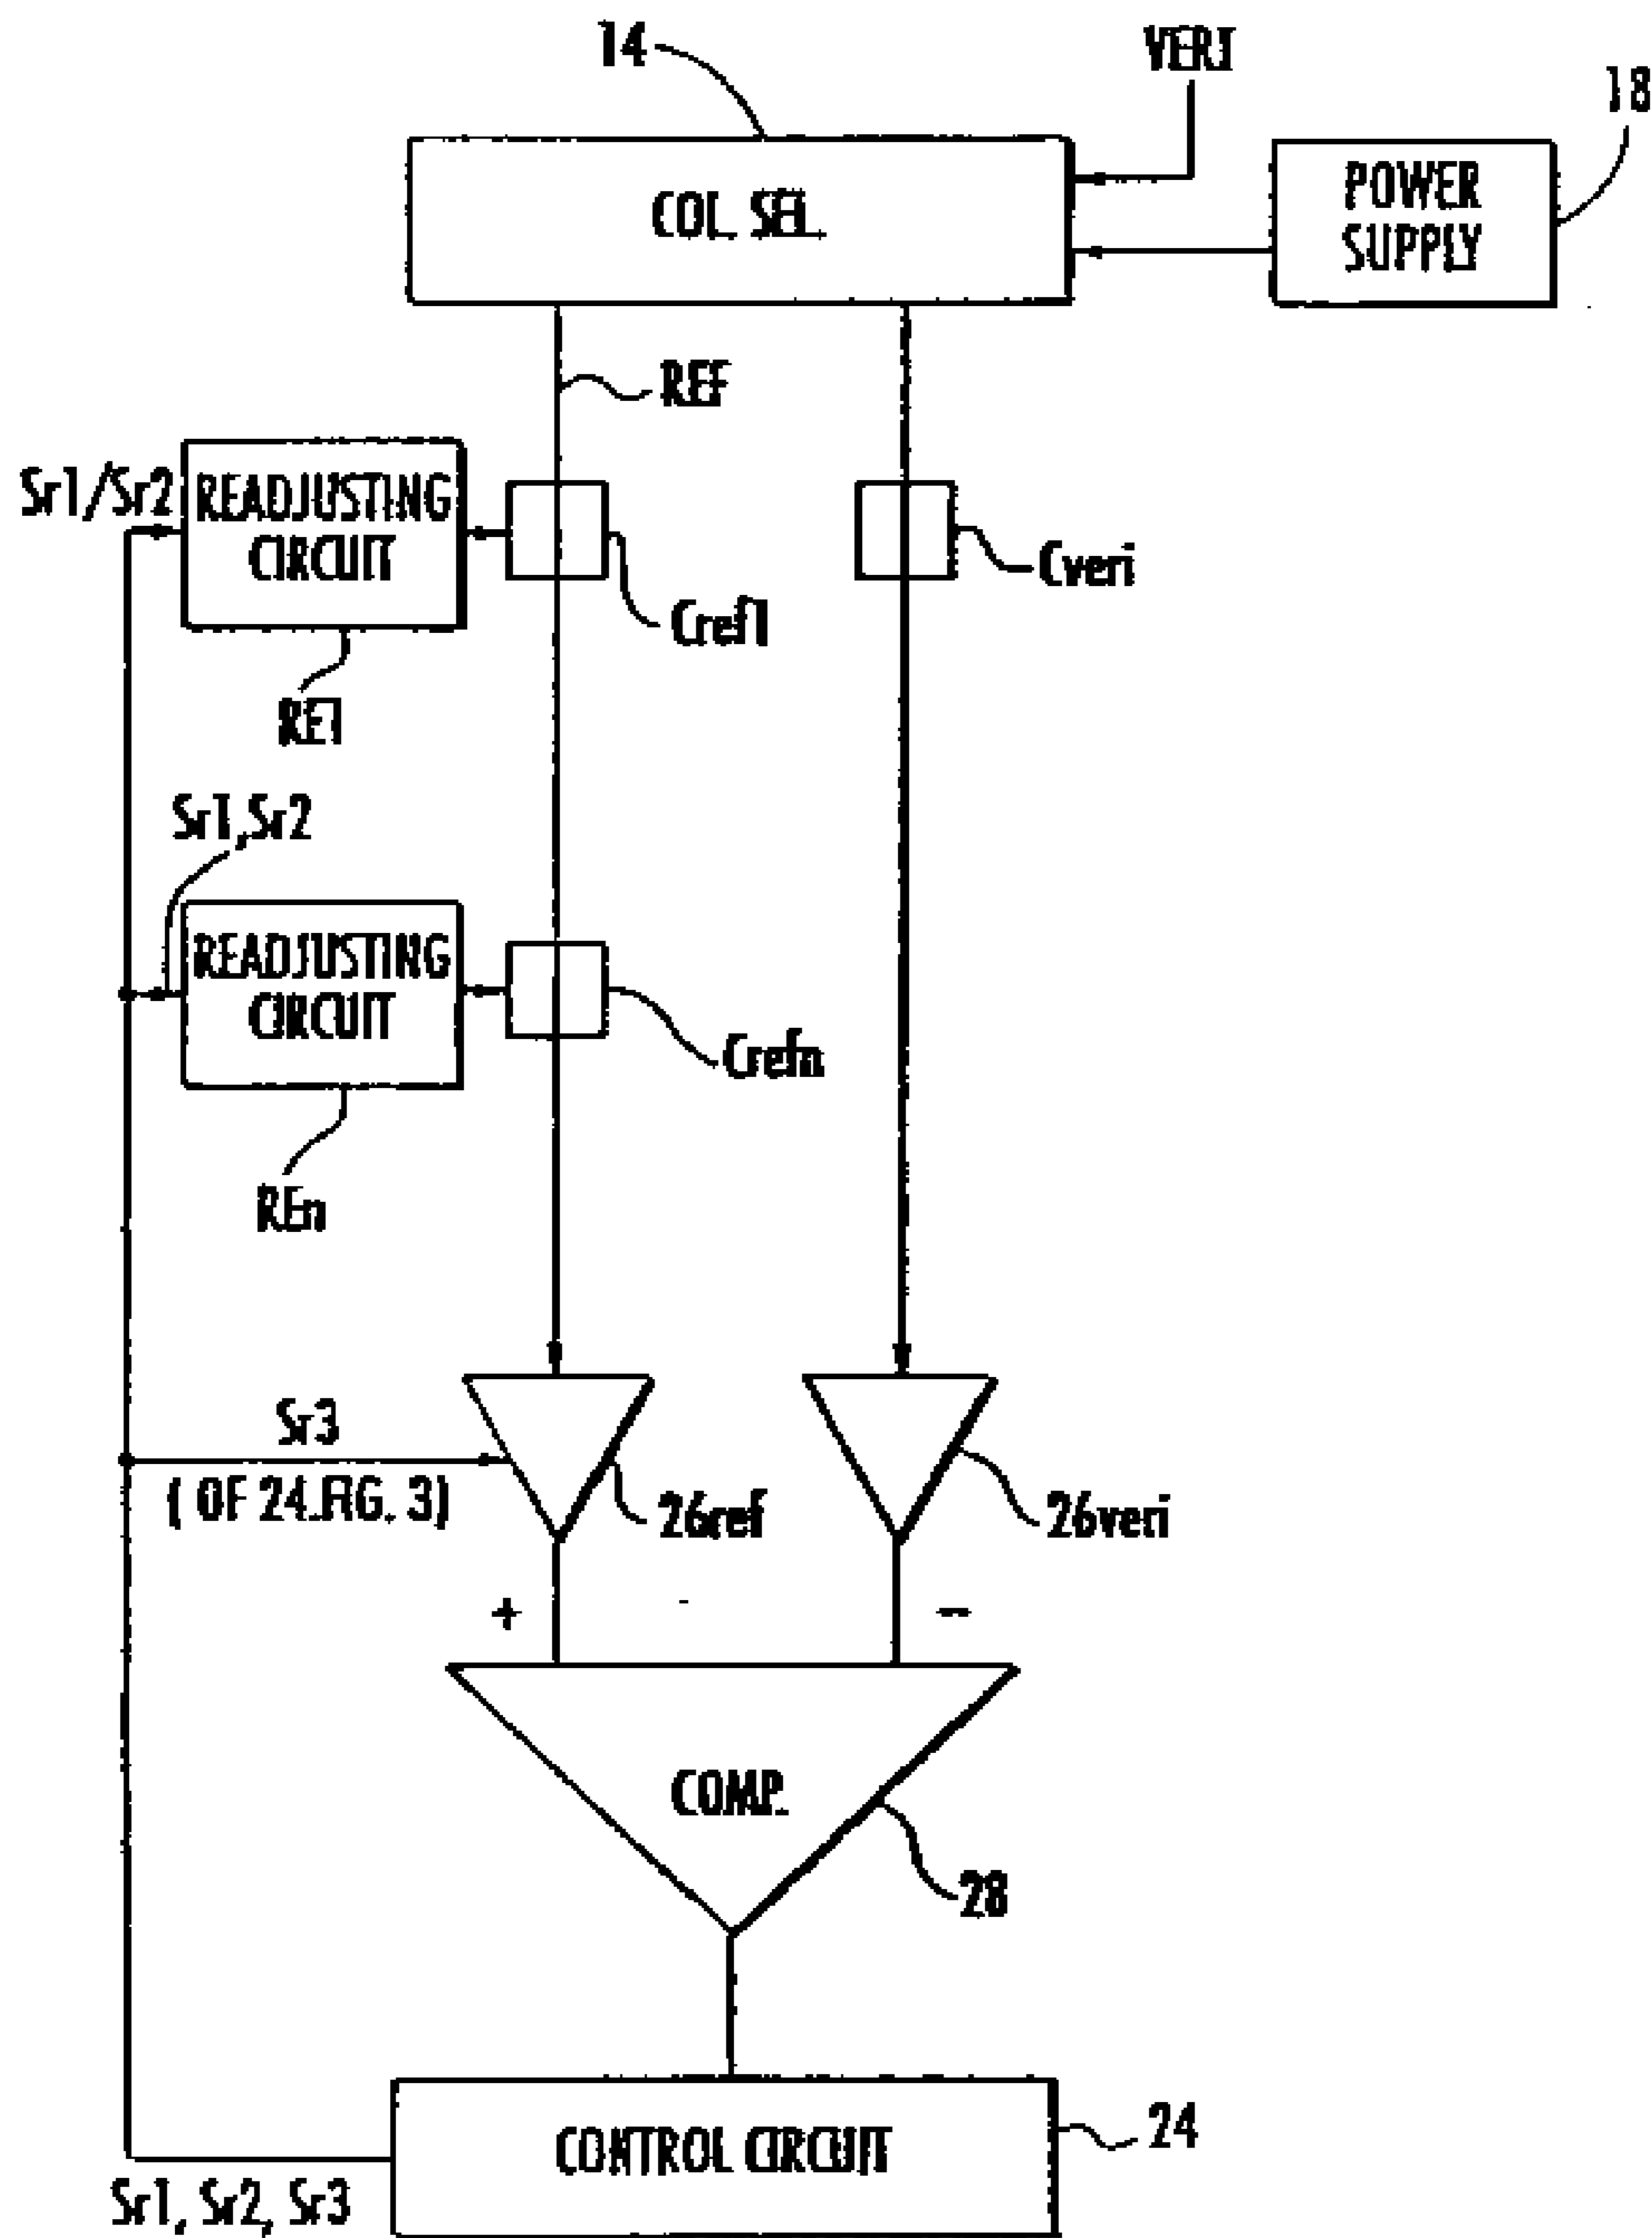 14
VERI
18
COL. SEL.
POWER
SUPPLY
REF
Sr1/Sr2
READJUSTING
CIRCUIT
Cveri
Cref1
RE1
Sr1,Sr2
READJUSTING
CIRCUIT
Crefn
REn
Sr3
( OF 24.FIG. 3)
26ref
26veri
+
-
COMP.
28
CONTROL CIRCUIT
24
Sr1, Sr2, Sr3